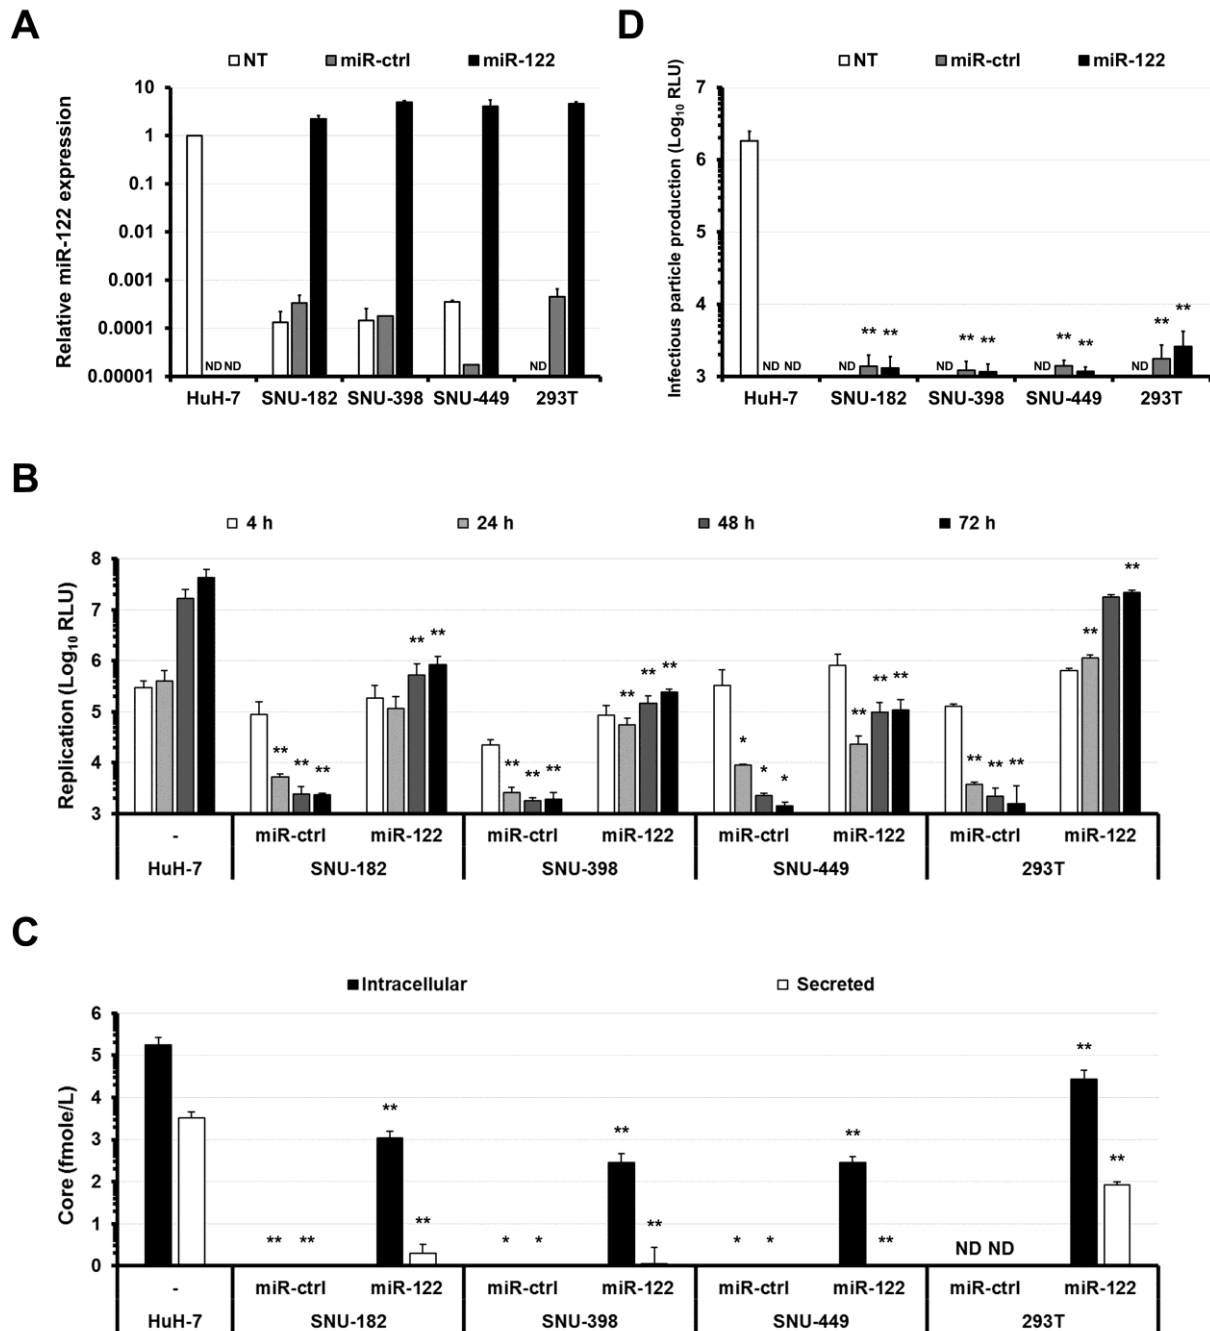 A
NT miR-ctrl miR-122
Relative miR-122 expression
10
1
0.1
0.01
0.001
0.0001
0.00001
ND ND ND
HuH-7 SNU-182 SNU-398 SNU-449 293T
D
NT miR-ctrl miR-122
Infectious particle production (Log10 RLU)
7
6
5
4
3
** ** ** ** ** ** ** **
ND ND ND ND ND ND
HuH-7 SNU-182 SNU-398 SNU-449 293T
B
4 h 24 h 48 h 72 h
Replication (Log10 RLU)
8
7
6
5
4
3
** ** ** ** ** ** ** ** ** ** ** * * * ** ** ** ** ** ** ** **
- miR-ctrl miR-122 miR-ctrl miR-122 miR-ctrl miR-122 miR-ctrl miR-122
HuH-7 SNU-182 SNU-398 SNU-449 293T
C
Intracellular Secreted
Core (fmole/L)
6
5
4
3
2
1
0
** ** ** ** * * ** ** * * ** ** ND ND ** **
- miR-ctrl miR-122 miR-ctrl miR-122 miR-ctrl miR-122 miR-ctrl miR-122
HuH-7 SNU-182 SNU-398 SNU-449 293T